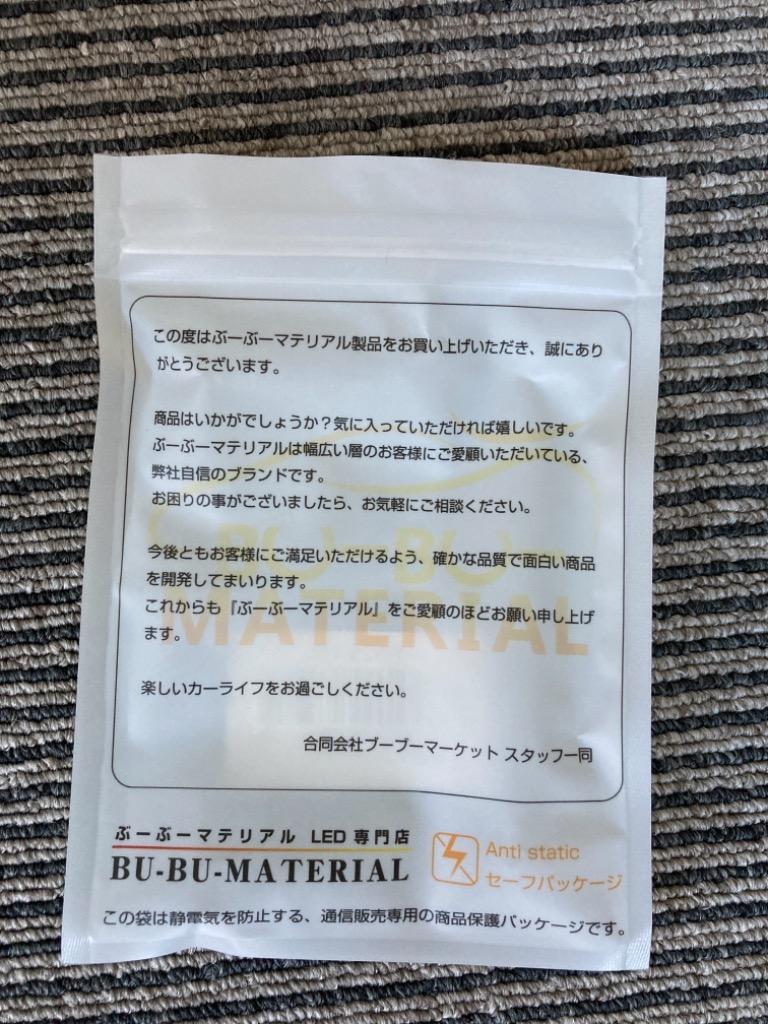 この度はぶーぶーマテリアル製品をお買い上げいただき、誠にあり
がとうございます。
商品はいかがでしょうか？気に入っていただければ嬉しいです。
ぶーぶーマテリアルは幅広い層のお客様にご愛顧いただいている、
弊社自信のブランドです。
お困りの事がございましたら、お気軽にご相談ください。
BU-BU-
MATERIAL
今後ともお客様にご満足いただけるよう、確かな品質で面白い商品
を開発してまいります。
これからも『ぶーぶーマテリアル』をご愛顧のほどお願い申し上げ
ます。
楽しいカーライフをお過ごしください。
合同会社ブーブーマーケット スタッフ一同
ぶーぶーマテリアル LED 専門店
BU-BU-MATERIAL
Anti static
セーフパッケージ
この袋は静電気を防止する、通信販売専用の商品保護パッケージです。